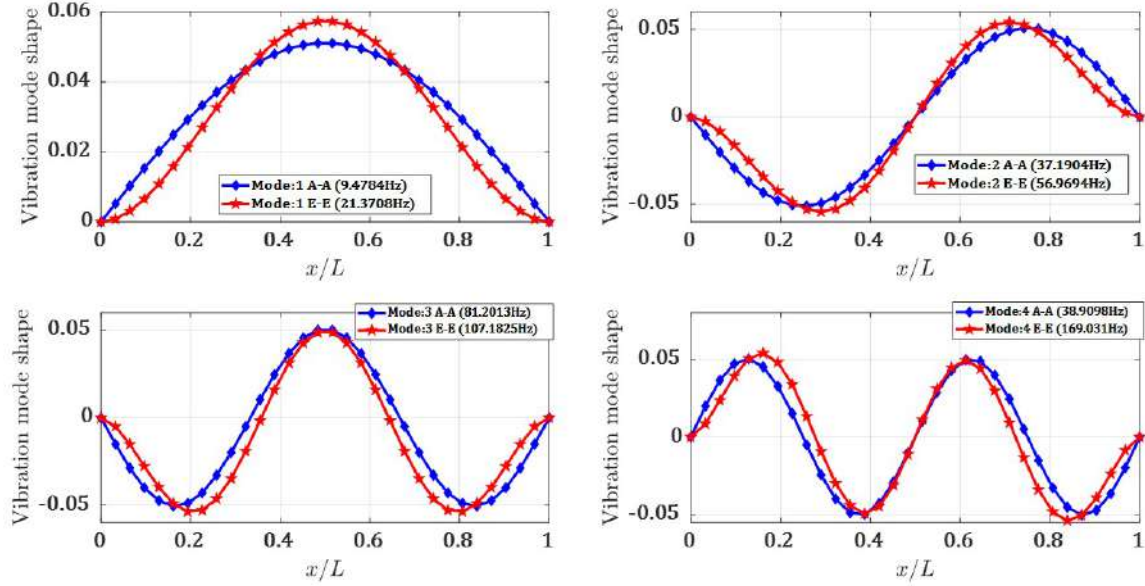 Vibration mode shape
0.06
0.04
0.02
0
Mode:1 A-A (9.4784Hz)
Mode:1 E-E (21.3708Hz)
0 0.2 0.4 0.6 0.8 1
x/L
Vibration mode shape
0.05
0
-0.05
Mode:2 A-A (37.1904Hz)
Mode:2 E-E (56.9694Hz)
0 0.2 0.4 0.6 0.8 1
x/L
Vibration mode shape
0.05
0
-0.05
Mode:3 A-A (81.2013Hz)
Mode:3 E-E (107.1825Hz)
0 0.2 0.4 0.6 0.8 1
x/L
Vibration mode shape
0.05
0
-0.05
Mode:4 A-A (38.9098Hz)
Mode:4 E-E (169.031Hz)
0 0.2 0.4 0.6 0.8 1
x/L